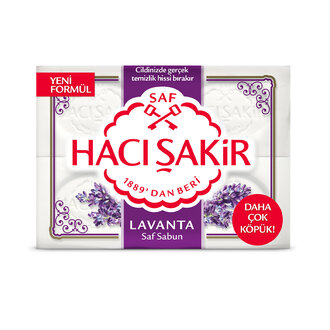 YENİ
FORMÜL
Cildinizde gerçek
temizlik hissi bırakır
SAF
HACI ŞAKİR
1889'DAN BERİ
LAVANTA
Saf Sabun
DAHA
ÇOK
KÖPÜK!